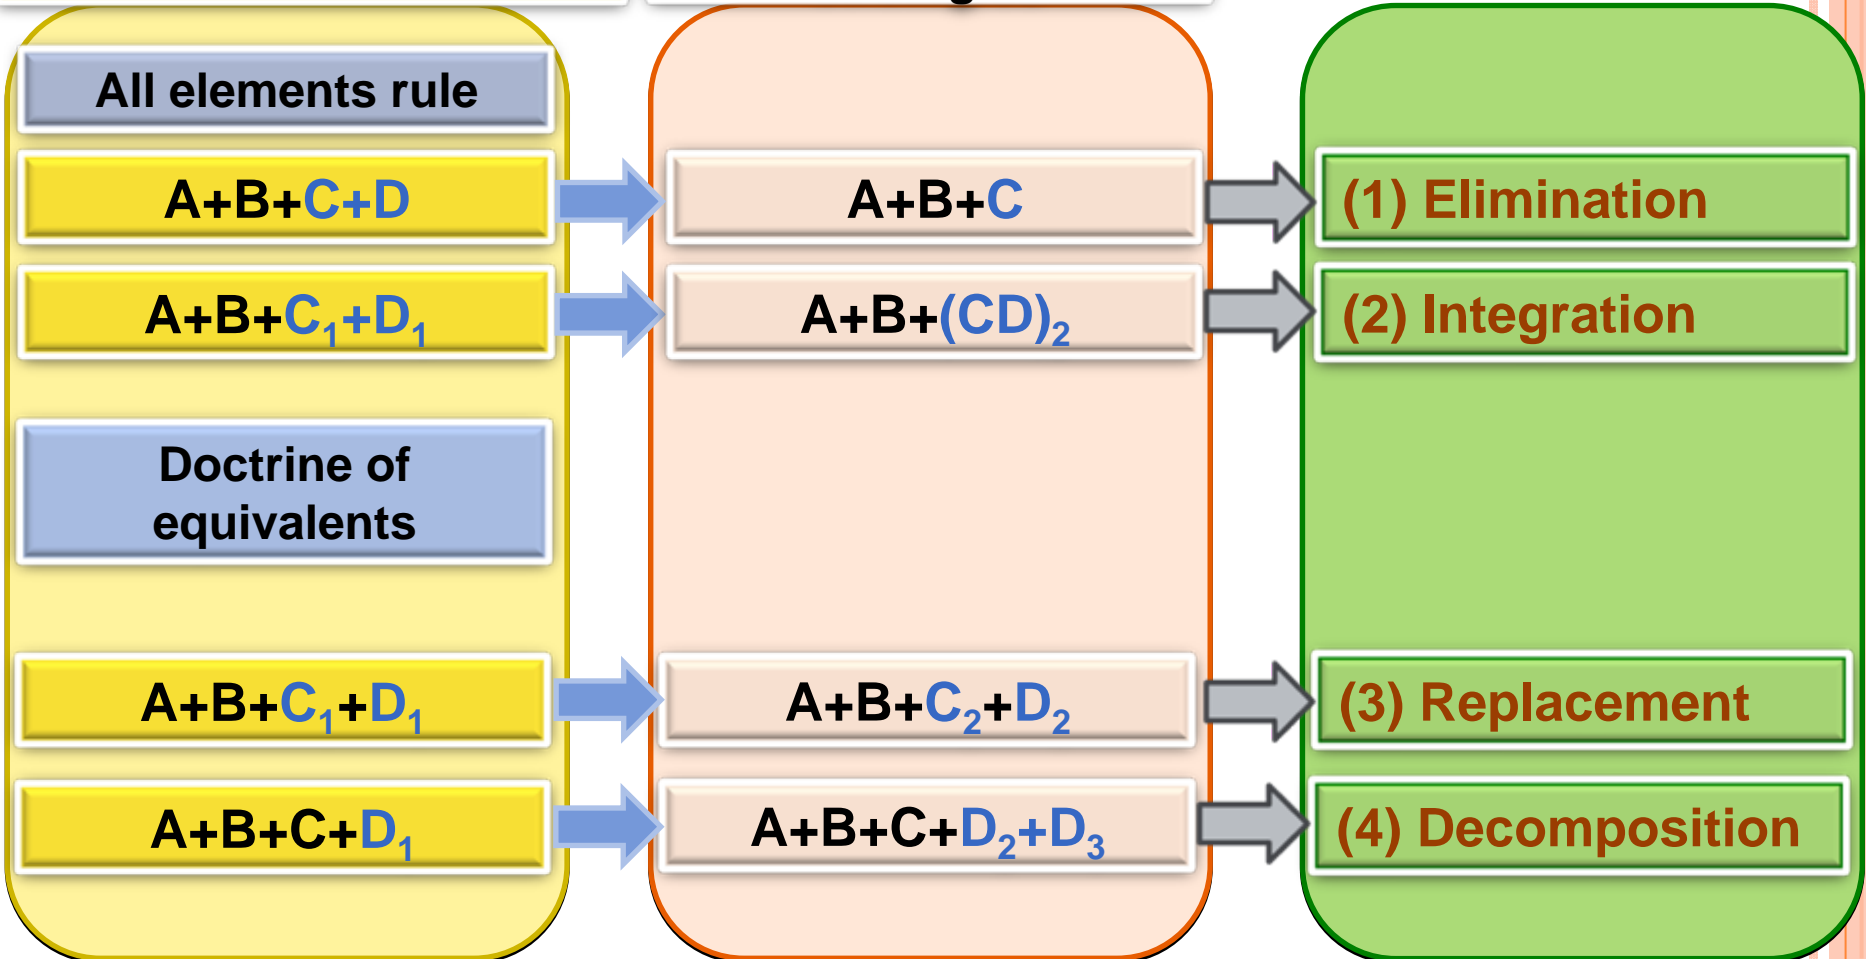 All elements rule
A+B+C+D
A+B+C
(1) Elimination
A+B+C₁+D₁
A+B+(CD)₂
(2) Integration
Doctrine of
equivalents
A+B+C₁+D₁
A+B+C₂+D₂
(3) Replacement
A+B+C+D₁
A+B+C+D₂+D₃
(4) Decomposition